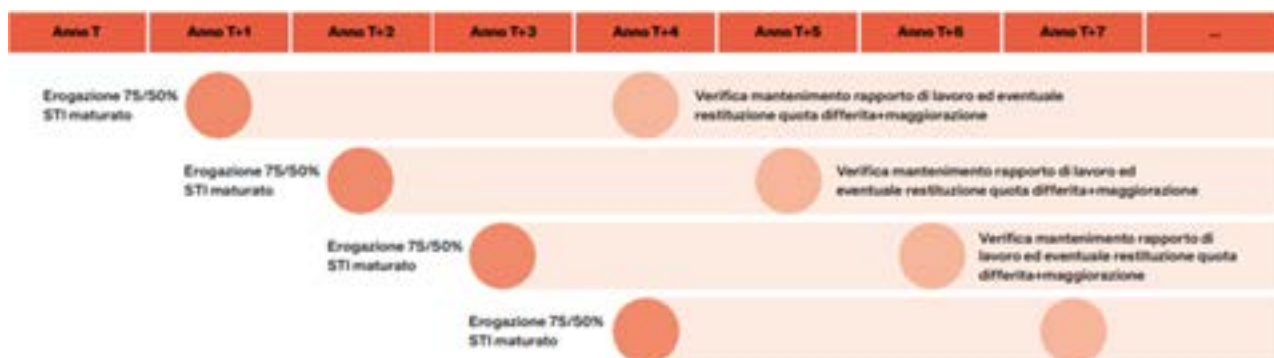 Anno T Anno T+1 Anno T+2 Anno T+3 Anno T+4 Anno T+5 Anno T+6 Anno T+7 ...
Erogazione 75/50%
STI maturato
Verifica mantenimento rapporto di lavoro ed eventuale
restituzione quota differita+maggiorazione
Erogazione 75/50%
STI maturato
Verifica mantenimento rapporto di lavoro ed
eventuale restituzione quota differita+maggiorazione
Erogazione 75/50%
STI maturato
Verifica mantenimento rapporto di
lavoro ed eventuale restituzione quota
differita+maggiorazione
Erogazione 75/50%
STI maturato